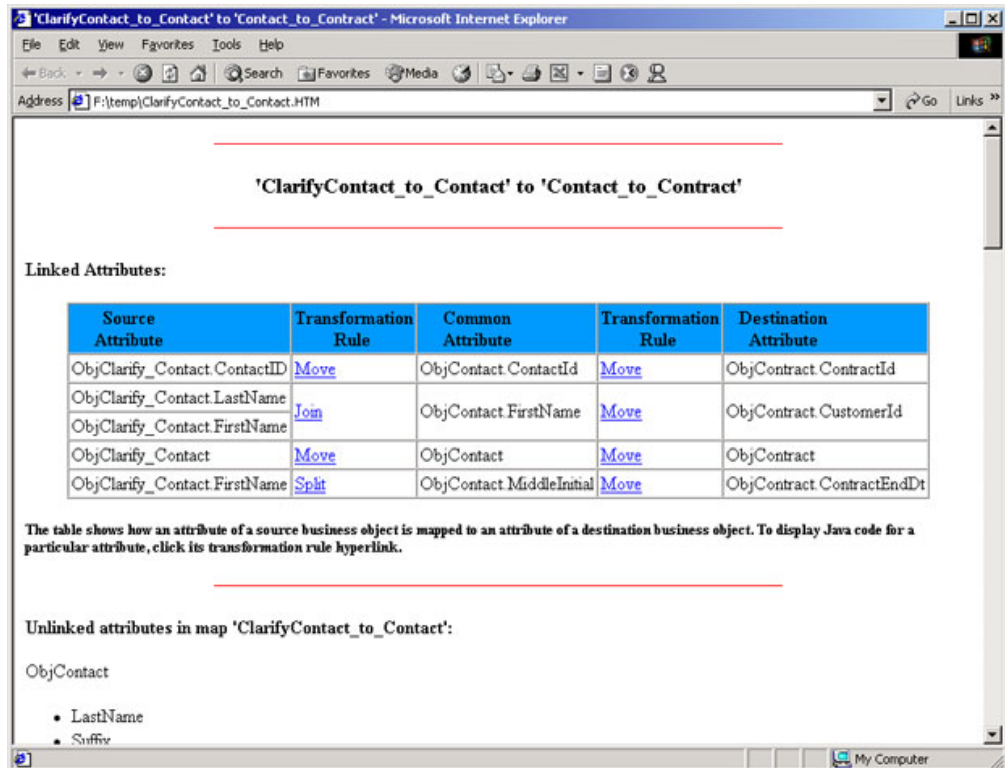 'ClarifyContact_to_Contact' to 'Contact_to_Contract' - Microsoft Internet Explorer
File Edit View Favorites Tools Help
Back Search Favorites Media
Address F:\temp\ClarifyContact_to_Contact.HTM Go Links »
'ClarifyContact_to_Contact' to 'Contact_to_Contract'
Linked Attributes:
Source Attribute Transformation Rule Common Attribute Transformation Rule Destination Attribute
ObjClarify_Contact.ContactID Move ObjContact.ContactId Move ObjContract.ContractId
ObjClarify_Contact.LastName
ObjClarify_Contact.FirstName Join ObjContact.FirstName Move ObjContract.CustomerId
ObjClarify_Contact Move ObjContact Move ObjContract
ObjClarify_Contact.FirstName Split ObjContact.MiddleInitial Move ObjContract.ContractEndDt
The table shows how an attribute of a source business object is mapped to an attribute of a destination business object. To display Java code for a
particular attribute, click its transformation rule hyperlink.
Unlinked attributes in map 'ClarifyContact_to_Contact':
ObjContact
• LastName
• Suffix
My Computer